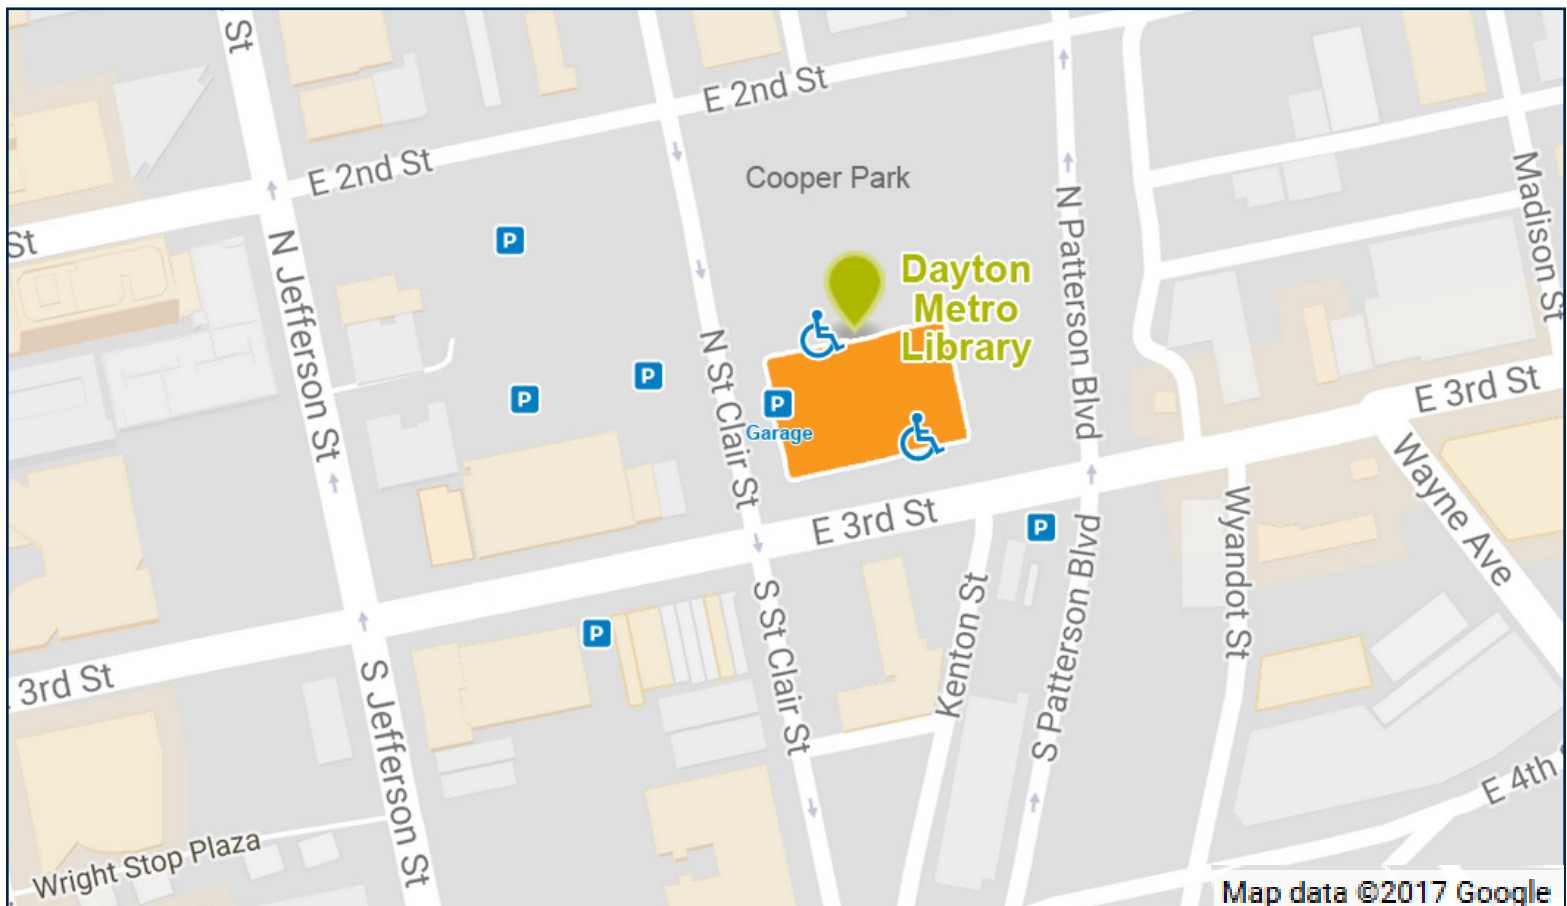 St
E 2nd St
E 2nd St
St
Cooper Park
N Jefferson St
P
N Patterson Blvd
Madison St
Dayton
Metro
Library
N St Clair St
P
P
P
Garage
E 3rd St
E 3rd St
Wayne Ave
P
Wyandot St
S Patterson Blvd
Kenton St
S St Clair St
P
3rd St
S Jefferson St
E 4th S
Wright Stop Plaza
Map data ©2017 Google